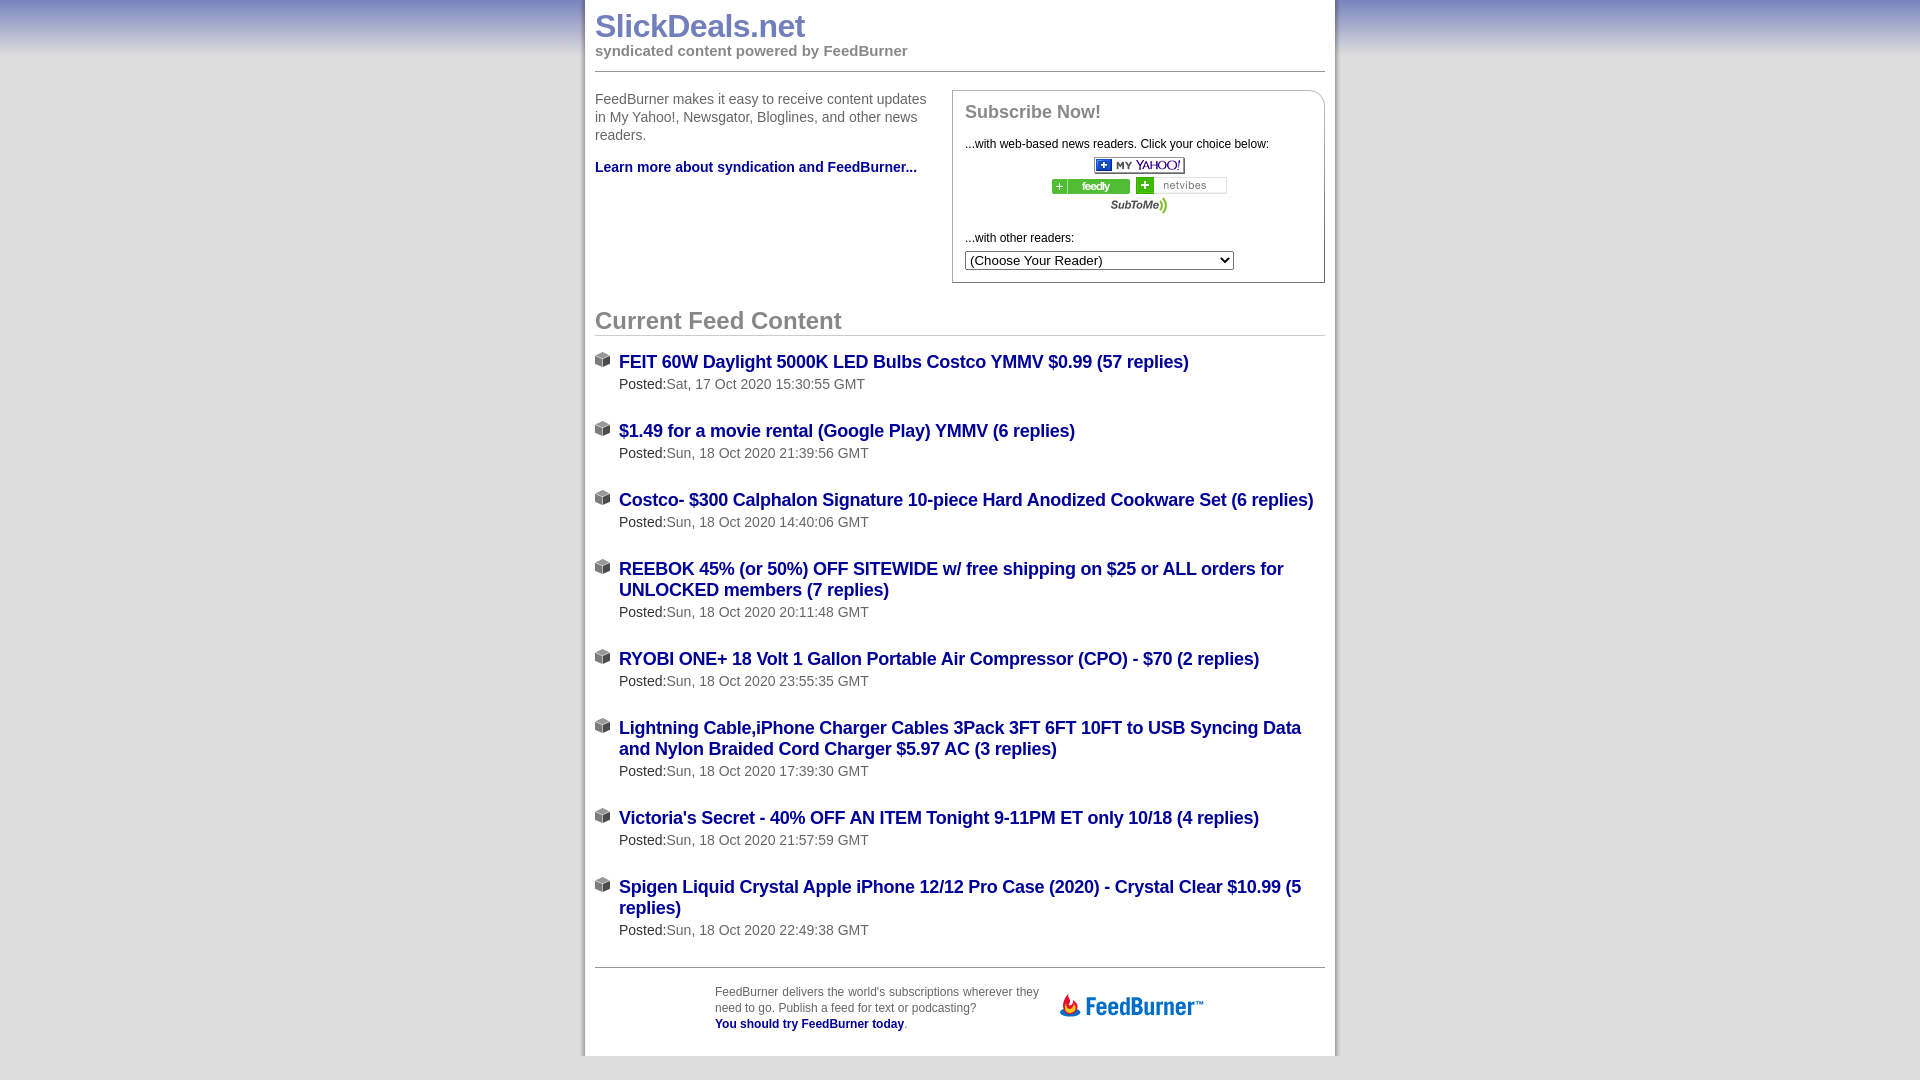 SlickDeals.net
syndicated content powered by FeedBurner
FeedBurner makes it easy to receive content updates
in My Yahoo!, Newsgator, Bloglines, and other news
readers.
Learn more about syndication and FeedBurner...
Subscribe Now!
...with web-based news readers. Click your choice below:
MY YAHOO!
feedly
netvibes
SubToMe
...with other readers:
(Choose Your Reader)
Current Feed Content
FEIT 60W Daylight 5000K LED Bulbs Costco YMMV $0.99 (57 replies)
Posted:Sat, 17 Oct 2020 15:30:55 GMT
$1.49 for a movie rental (Google Play) YMMV (6 replies)
Posted:Sun, 18 Oct 2020 21:39:56 GMT
Costco- $300 Calphalon Signature 10-piece Hard Anodized Cookware Set (6 replies)
Posted:Sun, 18 Oct 2020 14:40:06 GMT
REEBOK 45% (or 50%) OFF SITEWIDE w/ free shipping on $25 or ALL orders for
UNLOCKED members (7 replies)
Posted:Sun, 18 Oct 2020 20:11:48 GMT
RYOBI ONE+ 18 Volt 1 Gallon Portable Air Compressor (CPO) - $70 (2 replies)
Posted:Sun, 18 Oct 2020 23:55:35 GMT
Lightning Cable,iPhone Charger Cables 3Pack 3FT 6FT 10FT to USB Syncing Data
and Nylon Braided Cord Charger $5.97 AC (3 replies)
Posted:Sun, 18 Oct 2020 17:39:30 GMT
Victoria's Secret - 40% OFF AN ITEM Tonight 9-11PM ET only 10/18 (4 replies)
Posted:Sun, 18 Oct 2020 21:57:59 GMT
Spigen Liquid Crystal Apple iPhone 12/12 Pro Case (2020) - Crystal Clear $10.99 (5
replies)
Posted:Sun, 18 Oct 2020 22:49:38 GMT
FeedBurner delivers the world's subscriptions wherever they
need to go. Publish a feed for text or podcasting?
You should try FeedBurner today.
FeedBurner™